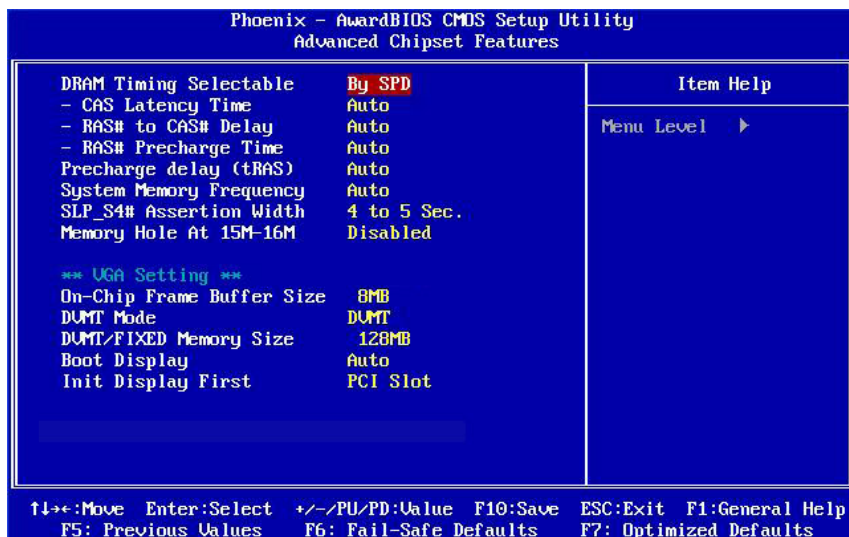 Phoenix - AwardBIOS CMOS Setup Utility
Advanced Chipset Features
DRAM Timing Selectable By SPD
- CAS Latency Time Auto
- RAS# to CAS# Delay Auto
- RAS# Precharge Time Auto
Precharge delay (tRAS) Auto
System Memory Frequency Auto
SLP_S4# Assertion Width 4 to 5 Sec.
Memory Hole At 15M-16M Disabled
** VGA Setting **
On-Chip Frame Buffer Size 8MB
DVMT Mode DVMT
DVMT/FIXED Memory Size 128MB
Boot Display Auto
Init Display First PCI Slot
Item Help
Menu Level ►
↑↓→←:Move Enter:Select +/-/PU/PD:Value F10:Save ESC:Exit F1:General Help
F5: Previous Values F6: Fail-Safe Defaults F7: Optimized Defaults